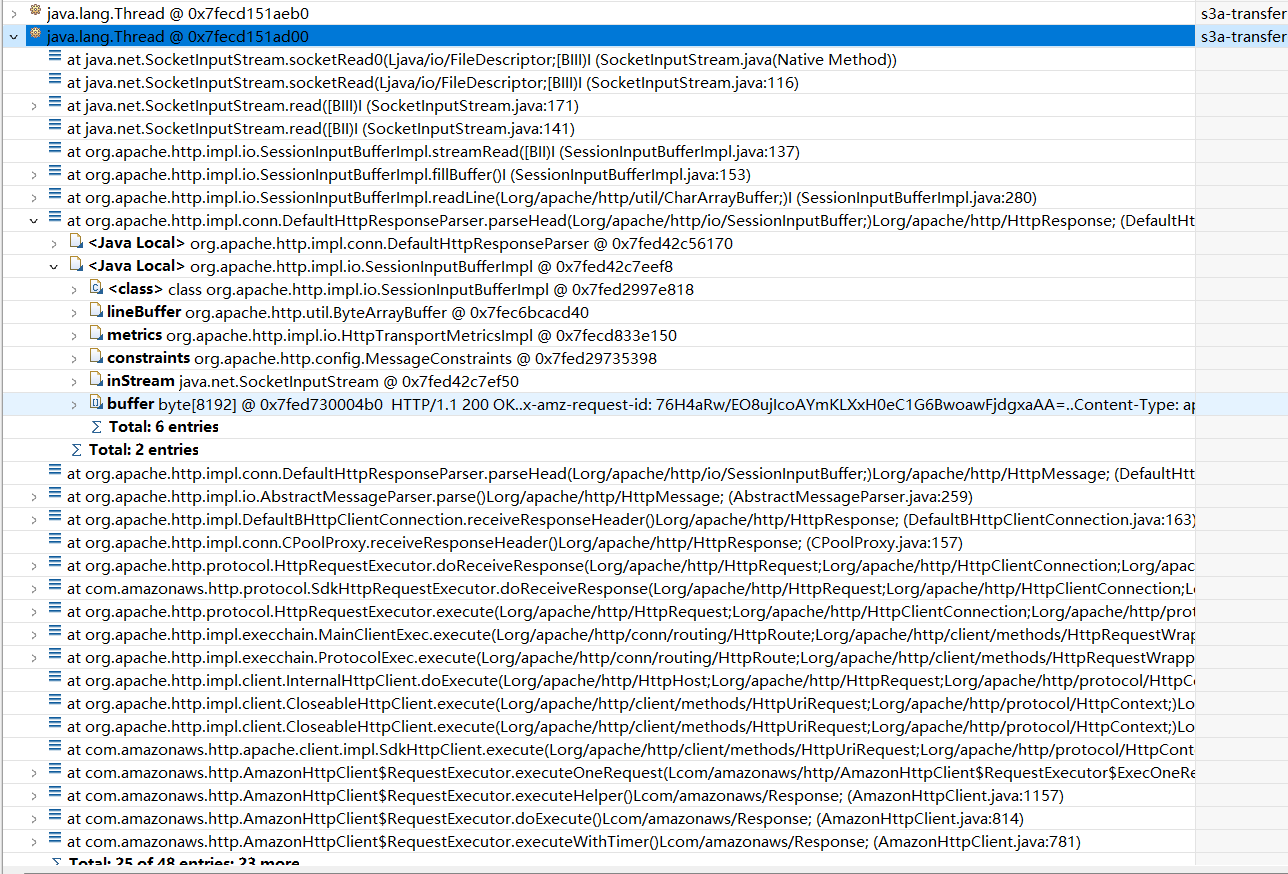 java.lang.Thread @ 0x7fecd151aeb0 s3a-transfer
java.lang.Thread @ 0x7fecd151ad00 s3a-transfer
at java.net.SocketInputStream.socketRead0(Ljava/io/FileDescriptor;[BIII)I (SocketInputStream.java(Native Method))
at java.net.SocketInputStream.socketRead(Ljava/io/FileDescriptor;[BIII)I (SocketInputStream.java:116)
at java.net.SocketInputStream.read([BIII)I (SocketInputStream.java:171)
at java.net.SocketInputStream.read([BII)I (SocketInputStream.java:141)
at org.apache.http.impl.io.SessionInputBufferImpl.streamRead([BII)I (SessionInputBufferImpl.java:137)
at org.apache.http.impl.io.SessionInputBufferImpl.fillBuffer()I (SessionInputBufferImpl.java:153)
at org.apache.http.impl.io.SessionInputBufferImpl.readLine(Lorg/apache/http/util/CharArrayBuffer;)I (SessionInputBufferImpl.java:280)
at org.apache.http.impl.conn.DefaultHttpResponseParser.parseHead(Lorg/apache/http/io/SessionInputBuffer;)Lorg/apache/http/HttpResponse; (DefaultHt
<Java Local> org.apache.http.impl.conn.DefaultHttpResponseParser @ 0x7fed42c56170
<Java Local> org.apache.http.impl.io.SessionInputBufferImpl @ 0x7fed42c7eef8
<class> class org.apache.http.impl.io.SessionInputBufferImpl @ 0x7fed2997e818
lineBuffer org.apache.http.util.ByteArrayBuffer @ 0x7fec6bcacd40
metrics org.apache.http.impl.io.HttpTransportMetricsImpl @ 0x7fecd833e150
constraints org.apache.http.config.MessageConstraints @ 0x7fed29735398
inStream java.net.SocketInputStream @ 0x7fed42c7ef50
buffer byte[8192] @ 0x7fed730004b0 HTTP/1.1 200 OK..x-amz-request-id: 76H4aRw/EO8ujIcoAYmKLXxH0eC1G6BwoawFjdgxaAA=..Content-Type: ap
Σ Total: 6 entries
Σ Total: 2 entries
at org.apache.http.impl.conn.DefaultHttpResponseParser.parseHead(Lorg/apache/http/io/SessionInputBuffer;)Lorg/apache/http/HttpMessage; (DefaultHt
at org.apache.http.impl.io.AbstractMessageParser.parse()Lorg/apache/http/HttpMessage; (AbstractMessageParser.java:259)
at org.apache.http.impl.DefaultBHttpClientConnection.receiveResponseHeader()Lorg/apache/http/HttpResponse; (DefaultBHttpClientConnection.java:163)
at org.apache.http.impl.conn.CPoolProxy.receiveResponseHeader()Lorg/apache/http/HttpResponse; (CPoolProxy.java:157)
at org.apache.http.protocol.HttpRequestExecutor.doReceiveResponse(Lorg/apache/http/HttpRequest;Lorg/apache/http/HttpClientConnection;Lorg/apac
at com.amazonaws.http.protocol.SdkHttpRequestExecutor.doReceiveResponse(Lorg/apache/http/HttpRequest;Lorg/apache/http/HttpClientConnection;L
at org.apache.http.protocol.HttpRequestExecutor.execute(Lorg/apache/http/HttpRequest;Lorg/apache/http/HttpClientConnection;Lorg/apache/http/prot
at org.apache.http.impl.execchain.MainClientExec.execute(Lorg/apache/http/conn/routing/HttpRoute;Lorg/apache/http/client/methods/HttpRequestWrap
at org.apache.http.impl.execchain.ProtocolExec.execute(Lorg/apache/http/conn/routing/HttpRoute;Lorg/apache/http/client/methods/HttpRequestWrapp
at org.apache.http.impl.client.InternalHttpClient.doExecute(Lorg/apache/http/HttpHost;Lorg/apache/http/HttpRequest;Lorg/apache/http/protocol/HttpC
at org.apache.http.impl.client.CloseableHttpClient.execute(Lorg/apache/http/client/methods/HttpUriRequest;Lorg/apache/http/protocol/HttpContext;)Lo
at org.apache.http.impl.client.CloseableHttpClient.execute(Lorg/apache/http/client/methods/HttpUriRequest;Lorg/apache/http/protocol/HttpContext;)Lo
at com.amazonaws.http.apache.client.impl.SdkHttpClient.execute(Lorg/apache/http/client/methods/HttpUriRequest;Lorg/apache/http/protocol/HttpCont
at com.amazonaws.http.AmazonHttpClient$RequestExecutor.executeOneRequest(Lcom/amazonaws/http/AmazonHttpClient$RequestExecutor$ExecOneRe
at com.amazonaws.http.AmazonHttpClient$RequestExecutor.executeHelper()Lcom/amazonaws/Response; (AmazonHttpClient.java:1157)
at com.amazonaws.http.AmazonHttpClient$RequestExecutor.doExecute()Lcom/amazonaws/Response; (AmazonHttpClient.java:814)
at com.amazonaws.http.AmazonHttpClient$RequestExecutor.executeWithTimer()Lcom/amazonaws/Response; (AmazonHttpClient.java:781)
Σ Total: 25 of 48 entries; 23 more